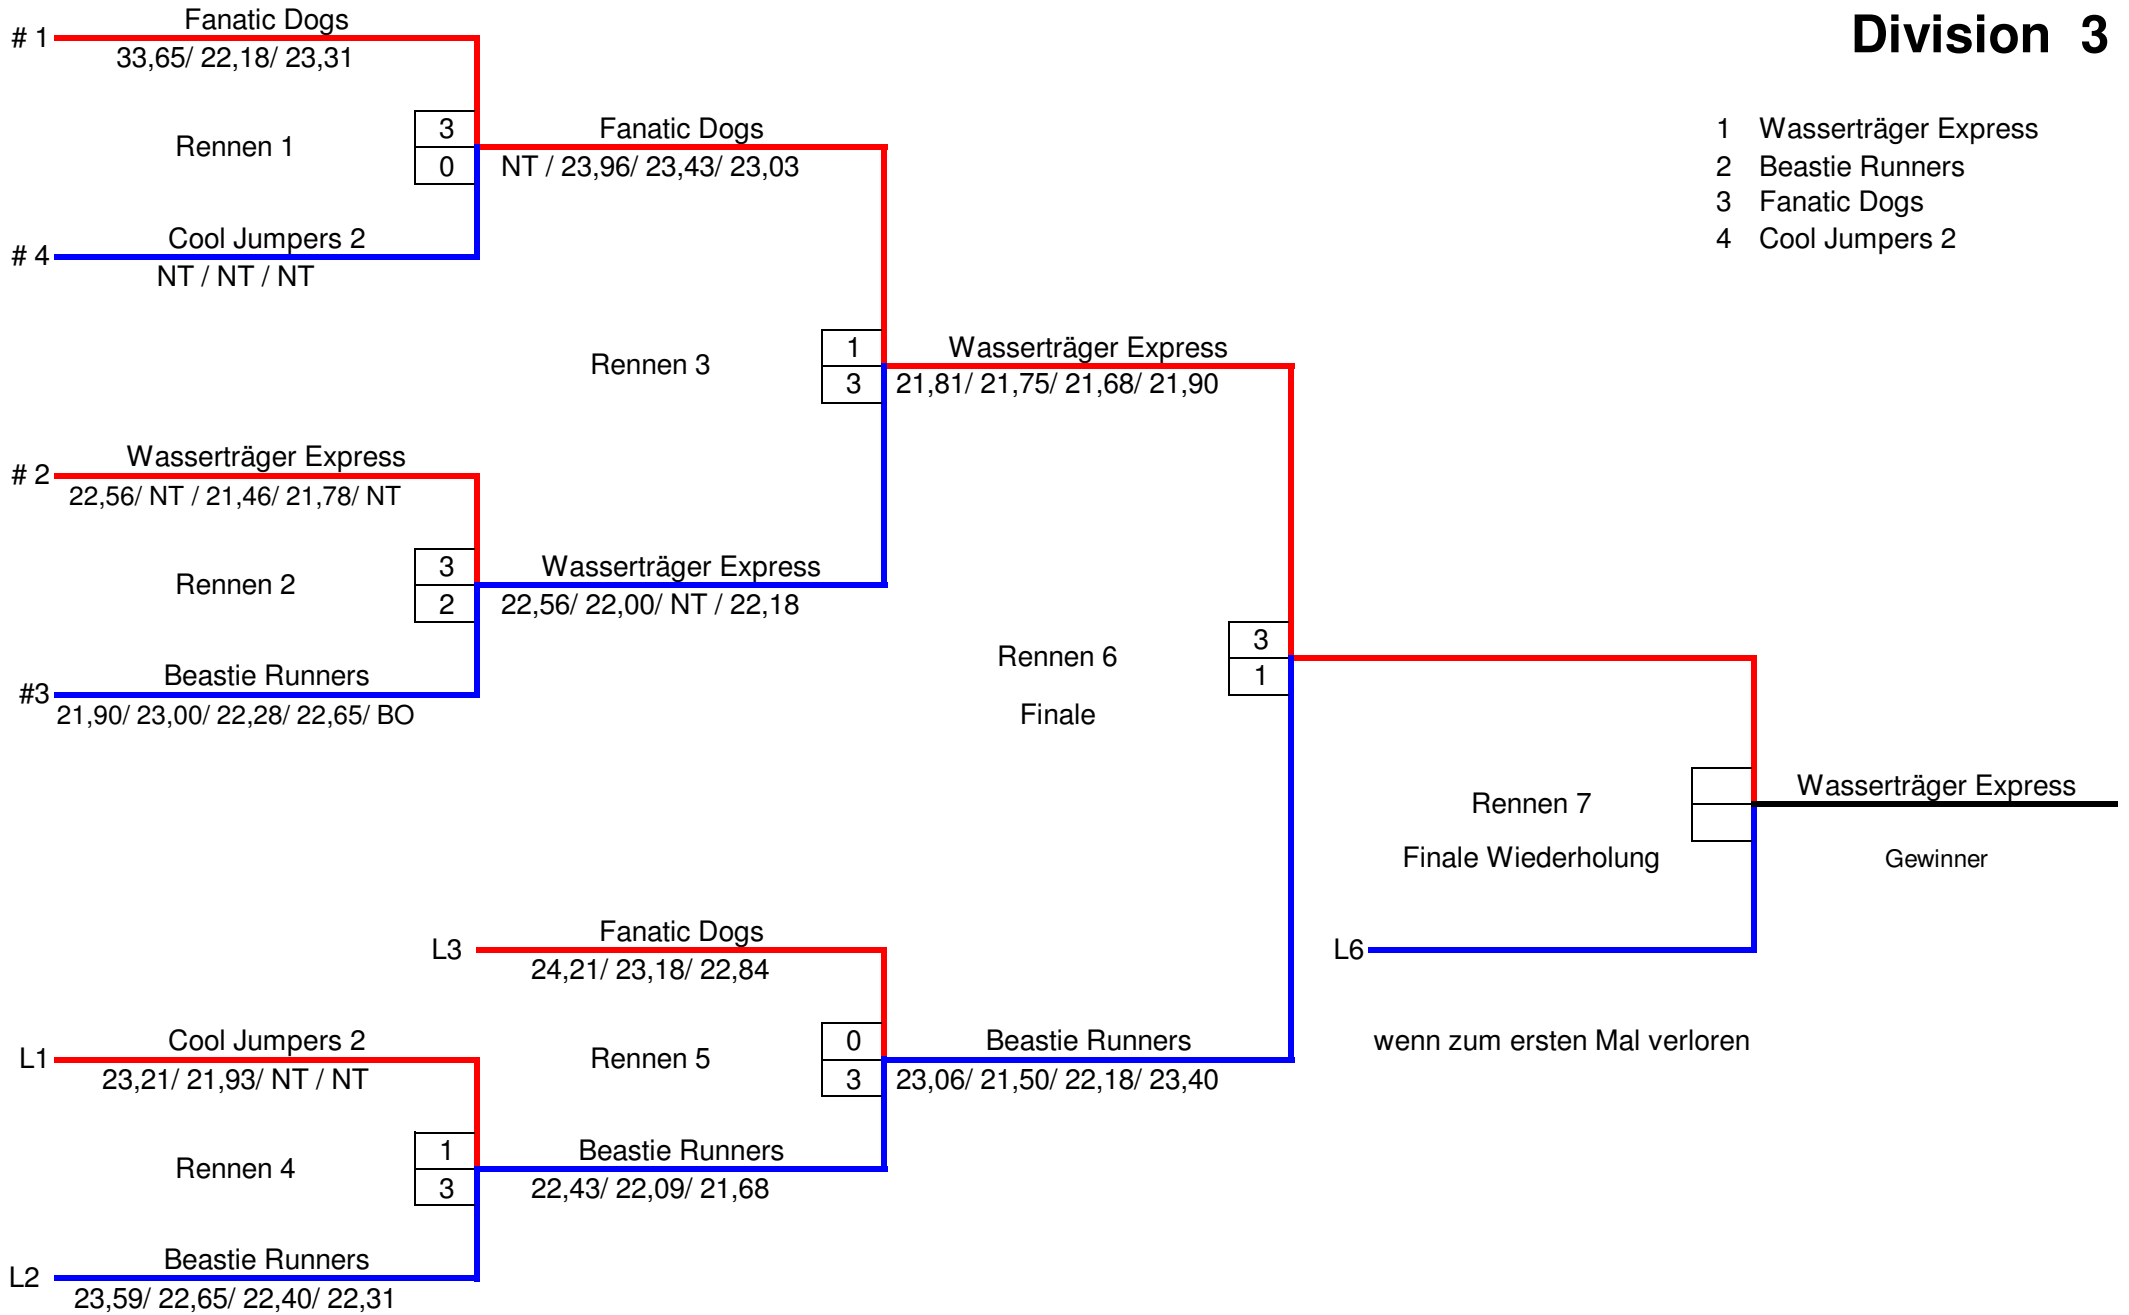 Division 3
1 Wasserträger Express
2 Beastie Runners
3 Fanatic Dogs
4 Cool Jumpers 2
# 1
Fanatic Dogs
33,65/ 22,18/ 23,31
Rennen 1
3
0
# 4
Cool Jumpers 2
NT / NT / NT
Fanatic Dogs
NT / 23,96/ 23,43/ 23,03
Rennen 3
1
3
# 2
Wasserträger Express
22,56/ NT / 21,46/ 21,78/ NT
Rennen 2
3
2
#3
Beastie Runners
21,90/ 23,00/ 22,28/ 22,65/ BO
Wasserträger Express
22,56/ 22,00/ NT / 22,18
Wasserträger Express
21,81/ 21,75/ 21,68/ 21,90
Rennen 6
Finale
3
1
Rennen 7
Finale Wiederholung
Wasserträger Express
Gewinner
L6
wenn zum ersten Mal verloren
L3
Fanatic Dogs
24,21/ 23,18/ 22,84
Rennen 5
0
3
Beastie Runners
23,06/ 21,50/ 22,18/ 23,40
L1
Cool Jumpers 2
23,21/ 21,93/ NT / NT
Rennen 4
1
3
Beastie Runners
22,43/ 22,09/ 21,68
L2
Beastie Runners
23,59/ 22,65/ 22,40/ 22,31